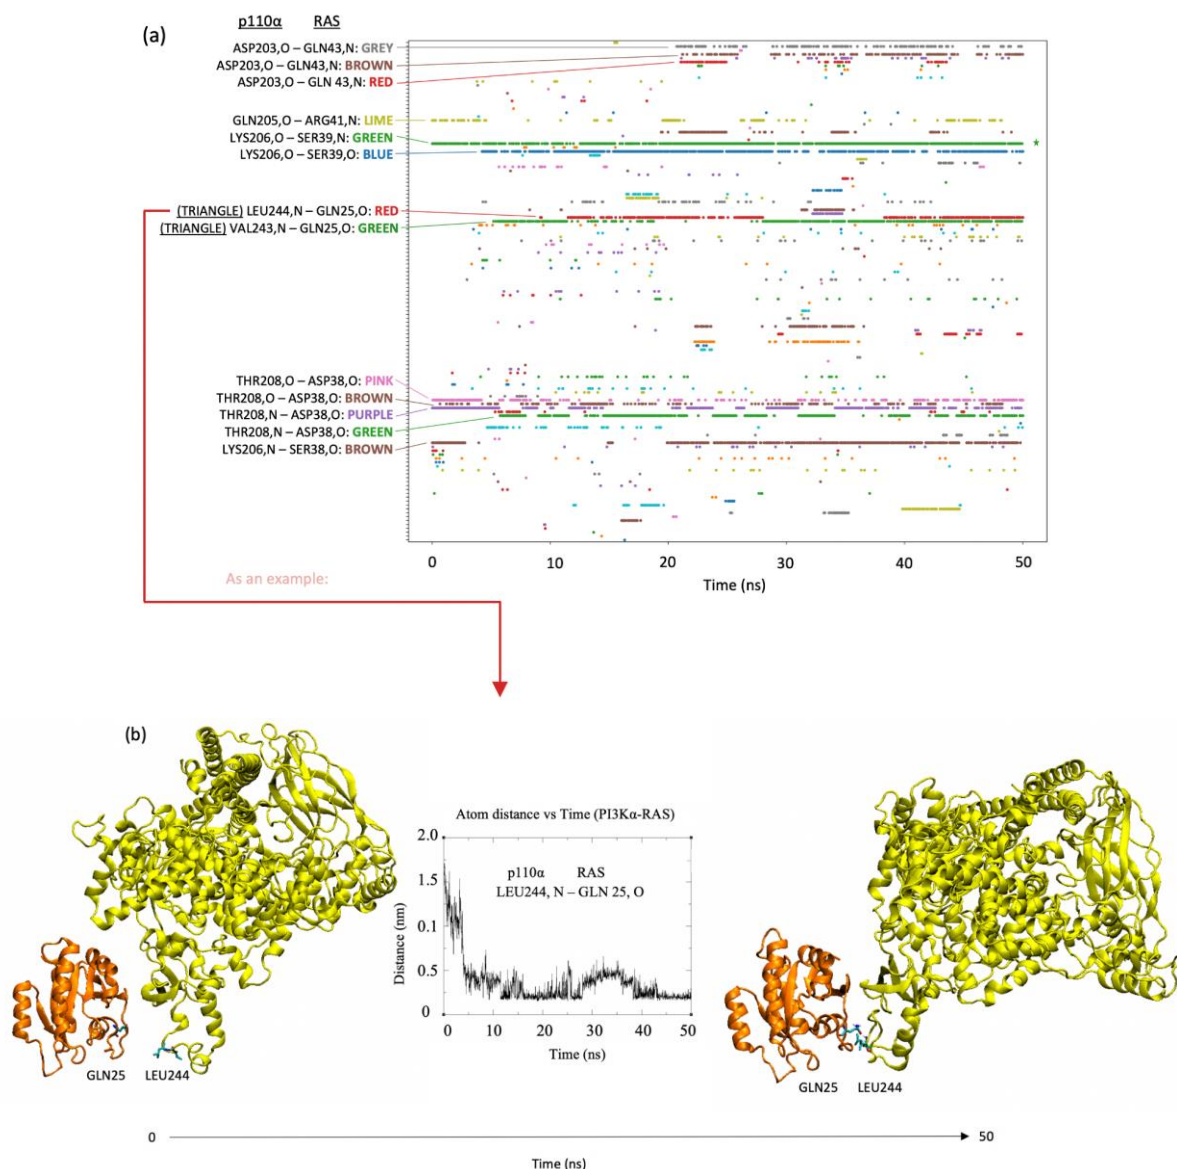 p110α RAS
(a)
ASP203,O – GLN43,N: GREY
ASP203,O – GLN43,N: BROWN
ASP203,O – GLN 43,N: RED
GLN205,O – ARG41,N: LIME
LYS206,O – SER39,N: GREEN
*
LYS206,O – SER39,O: BLUE
(TRIANGLE) LEU244,N – GLN25,O: RED
(TRIANGLE) VAL243,N – GLN25,O: GREEN
THR208,O – ASP38,O: PINK
THR208,O – ASP38,O: BROWN
THR208,N – ASP38,O: PURPLE
THR208,N – ASP38,O: GREEN
LYS206,N – SER38,O: BROWN
0 10 20 30 40 50
Time (ns)
As an example:
(b)
Atom distance vs Time (PI3Kα-RAS)
2.0
1.5
0.1
0.5
0
Distance (nm)
p110α RAS
LEU244, N – GLN 25, O
0 10 20 30 40 50
Time (ns)
GLN25 LEU244
GLN25 LEU244
0 50
Time (ns)